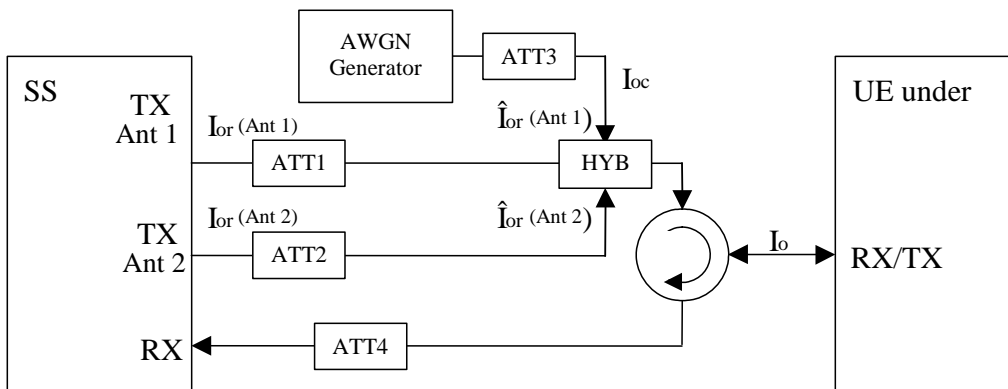 AWGN
Generator
ATT3
Ioc
SS
UE under
TX
Ant 1
Ior (Ant 1)
ATT1
Îor (Ant 1)
HYB
TX
Ant 2
Ior (Ant 2)
ATT2
Îor (Ant 2)
Io
RX/TX
RX
ATT4